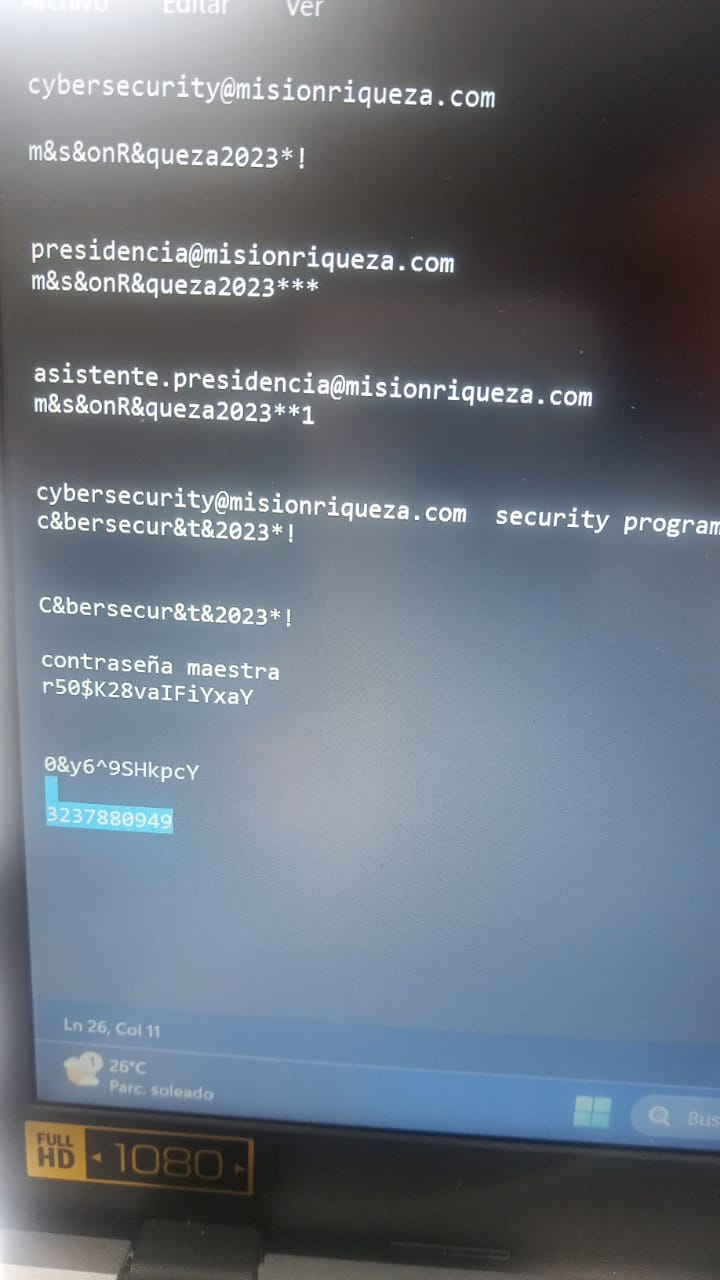 Archivo Editar Ver
cybersecurity@misionriqueza.com
m&s&onR&queza2023*!
presidencia@misionriqueza.com
m&s&onR&queza2023***
asistente.presidencia@misionriqueza.com
m&s&onR&queza2023**1
cybersecurity@misionriqueza.com security program
c&bersecur&t&2023*!
C&bersecur&t&2023*!
contraseña maestra
r50$K28vaIFiYxaY
0&y6^9SHkpcY
3237880949
Ln 26, Col 11
1
26°C
Parc. soleado
Bus
FULL HD 1080